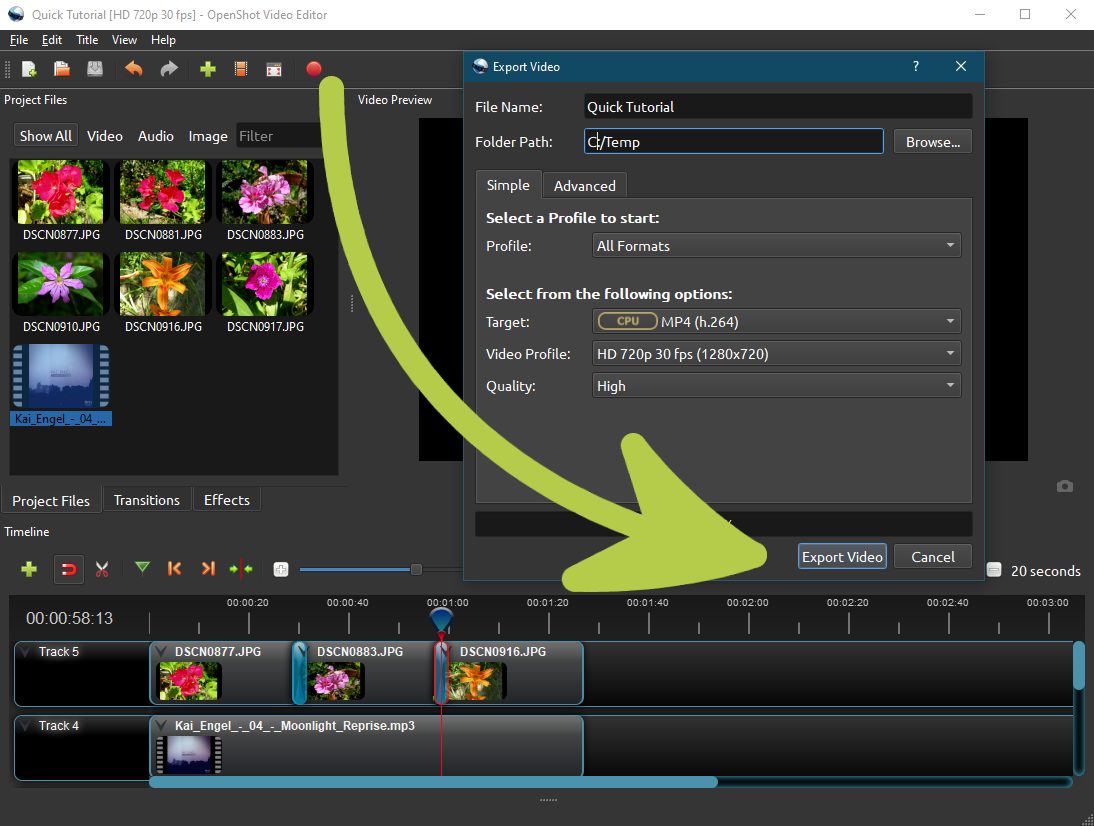 Quick Tutorial [HD 720p 30 fps] - OpenShot Video Editor
File Edit Title View Help
Export Video ?
Project Files
Video Preview
File Name: Quick Tutorial
Show All Video Audio Image Filter
Folder Path: C:/Temp Browse...
Simple Advanced
Select a Profile to start:
Profile: All Formats
DSCN0877.JPG DSCN0881.JPG DSCN0883.JPG
Select from the following options:
Target: CPU MP4 (h.264)
DSCN0910.JPG DSCN0916.JPG DSCN0917.JPG
Video Profile: HD 720p 30 fps (1280x720)
Quality: High
Kai_Engel_-_04_...
Project Files Transitions Effects
Timeline
Export Video Cancel
20 seconds
00:00:58:13
00:00:20 00:00:40 00:01:00 00:01:20 00:01:40 00:02:00 00:02:20 00:02:40 00:03:00
Track 5 DSCN0877.JPG DSCN0883.JPG DSCN0916.JPG
Track 4 Kai_Engel_-_04_-_Moonlight_Reprise.mp3